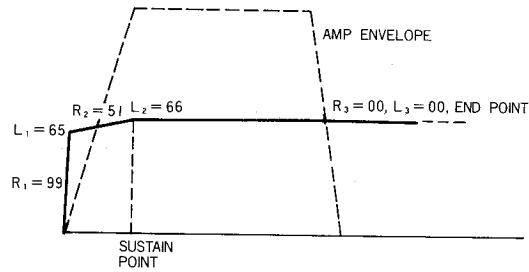 AMP ENVELOPE
R₂=51
L₂=66
R₃=00, L₃=00, END POINT
L₁=65
R₁=99
SUSTAIN
POINT